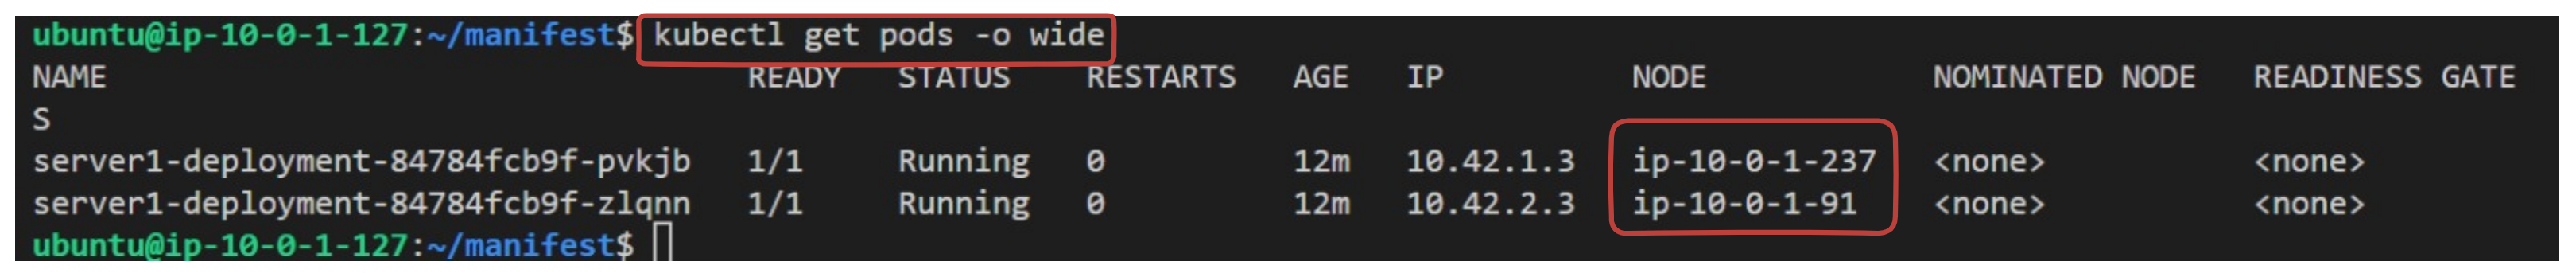 ubuntu@ip-10-0-1-127:~/manifest$ kubectl get pods -o wide
NAME                                 READY   STATUS    RESTARTS   AGE   IP          NODE            NOMINATED NODE   READINESS GATE
S
server1-deployment-84784fcb9f-pvkjb   1/1     Running   0          12m   10.42.1.3   ip-10-0-1-237   <none>           <none>
server1-deployment-84784fcb9f-zlqnn   1/1     Running   0          12m   10.42.2.3   ip-10-0-1-91    <none>           <none>
ubuntu@ip-10-0-1-127:~/manifest$